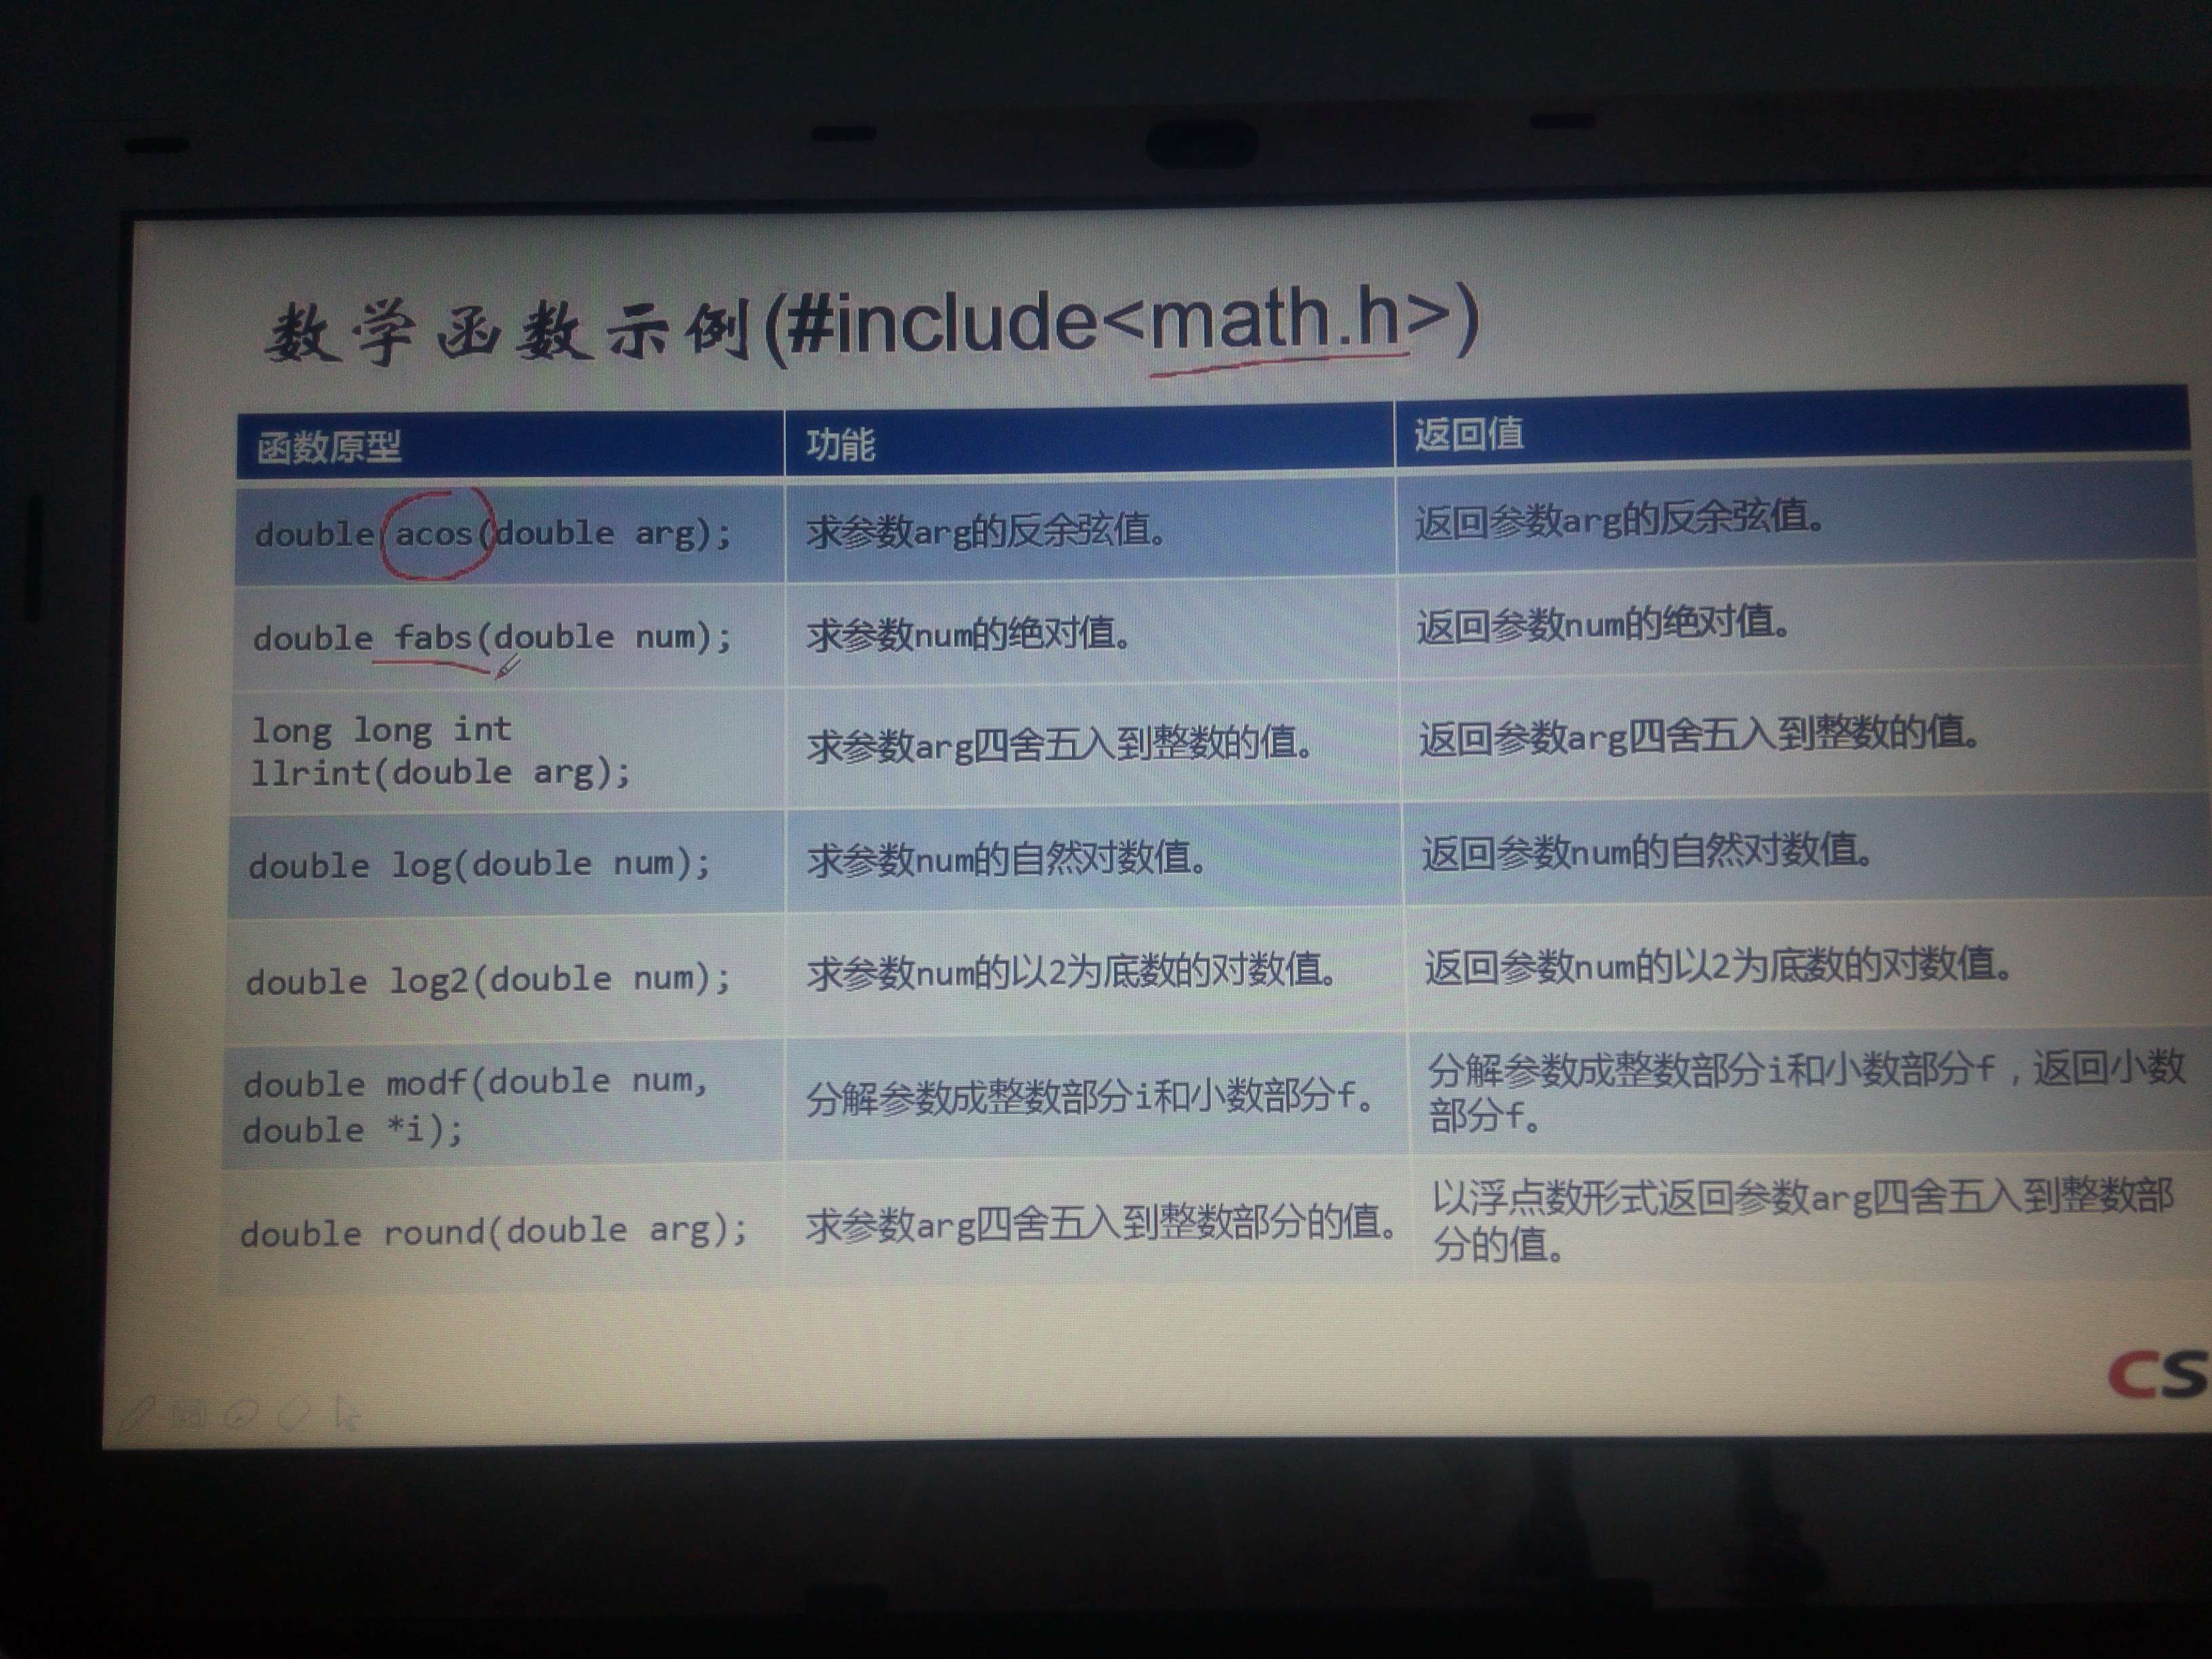 数学函数示例(#include<math.h>)
函数原型 功能 返回值
double acos(double arg); 求参数arg的反余弦值。 返回参数arg的反余弦值。
double fabs(double num); 求参数num的绝对值。 返回参数num的绝对值。
long long int
llrint(double arg); 求参数arg四舍五入到整数的值。 返回参数arg四舍五入到整数的值。
double log(double num); 求参数num的自然对数值。 返回参数num的自然对数值。
double log2(double num); 求参数num的以2为底数的对数值。 返回参数num的以2为底数的对数值。
double modf(double num,
double *i); 分解参数成整数部分i和小数部分f。 分解参数成整数部分i和小数部分f，返回小数
部分f。
double round(double arg); 求参数arg四舍五入到整数部分的值。 以浮点数形式返回参数arg四舍五入到整数部
分的值。
CS